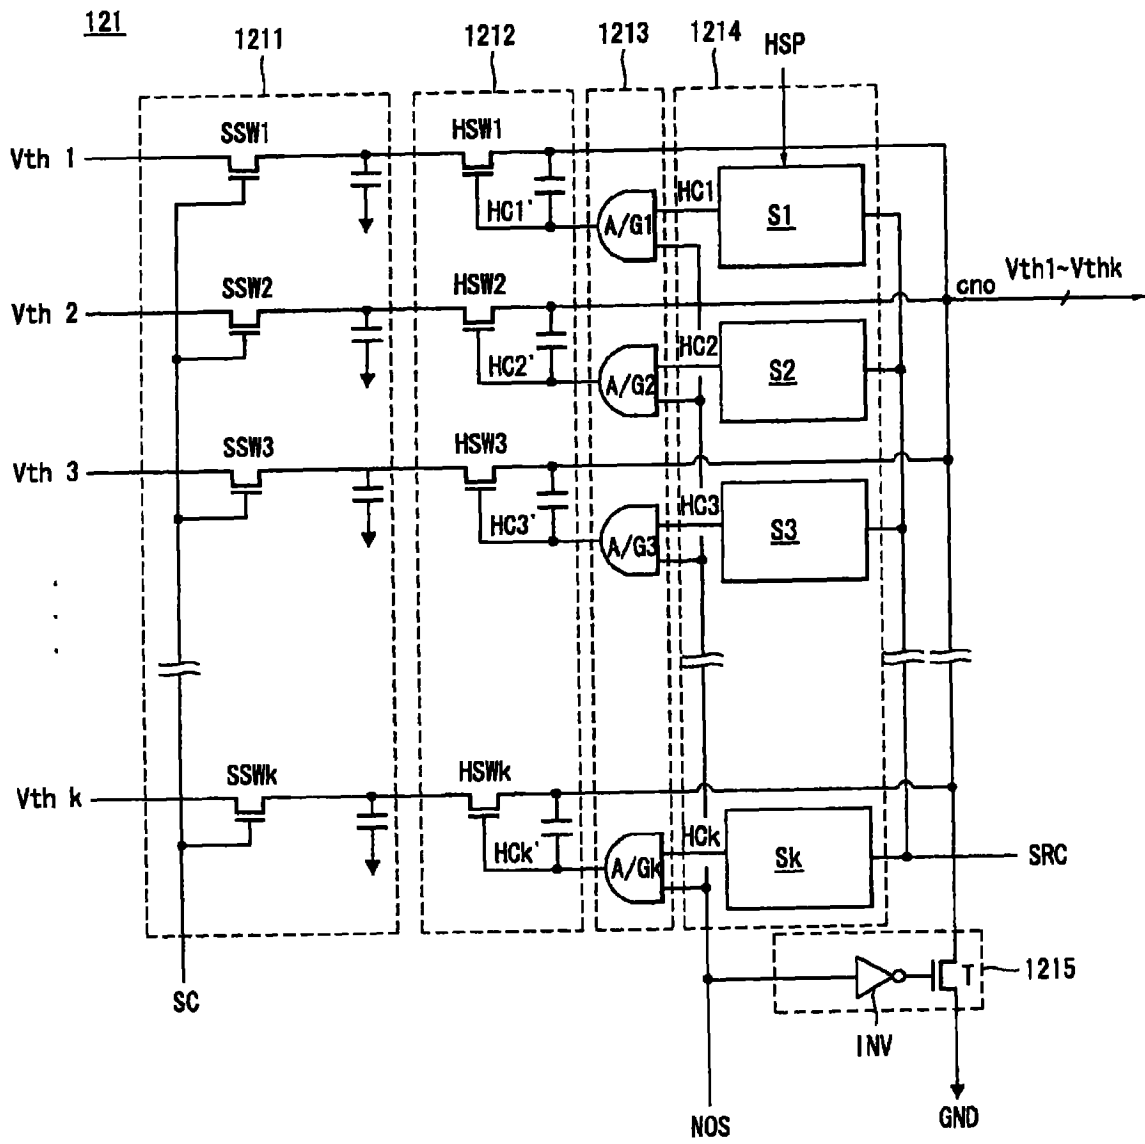 121
1211
1212
1213
1214
HSP
Vth 1
SSW1
HSW1
HC1'
A/G1
HC1
S1
cno
Vth1~Vthk
Vth 2
SSW2
HSW2
HC2'
A/G2
HC2
S2
Vth 3
SSW3
HSW3
HC3'
A/G3
HC3
S3
Vth k
SSWk
HSWk
HCk'
A/Gk
HCk
Sk
SRC
SC
T
1215
INV
NOS
GND